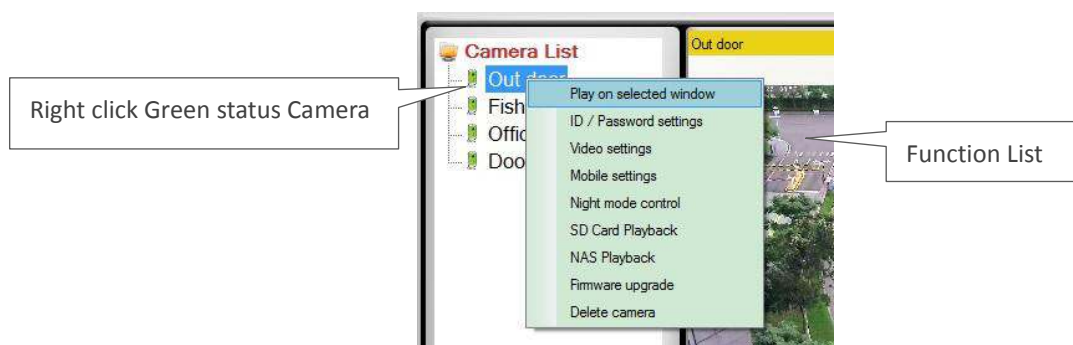 Camera List
Out door
Right click Green status Camera
Out door
Fish
Offic
Doo
Play on selected window
ID / Password settings
Video settings
Mobile settings
Night mode control
SD Card Playback
NAS Playback
Firmware upgrade
Delete camera
Function List